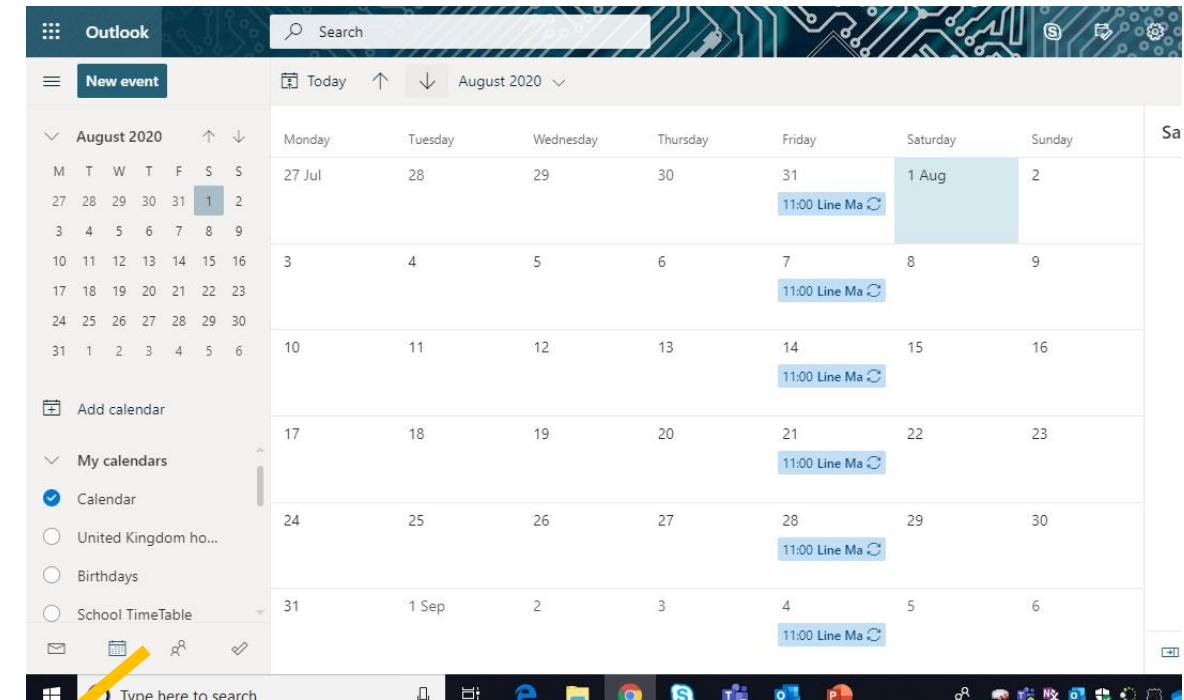 Outlook
Search
New event
Today
August 2020
August 2020
M T W T F S S
27 28 29 30 31 1 2
3 4 5 6 7 8 9
10 11 12 13 14 15 16
17 18 19 20 21 22 23
24 25 26 27 28 29 30
31 1 2 3 4 5 6
Add calendar
My calendars
Calendar
United Kingdom ho...
Birthdays
School TimeTable
Monday Tuesday Wednesday Thursday Friday Saturday Sunday
27 Jul 28 29 30 31 1 Aug 2
11:00 Line Ma
3 4 5 6 7 8 9
11:00 Line Ma
10 11 12 13 14 15 16
11:00 Line Ma
17 18 19 20 21 22 23
11:00 Line Ma
24 25 26 27 28 29 30
11:00 Line Ma
31 1 Sep 2 3 4 5 6
11:00 Line Ma
Sa
Type here to search